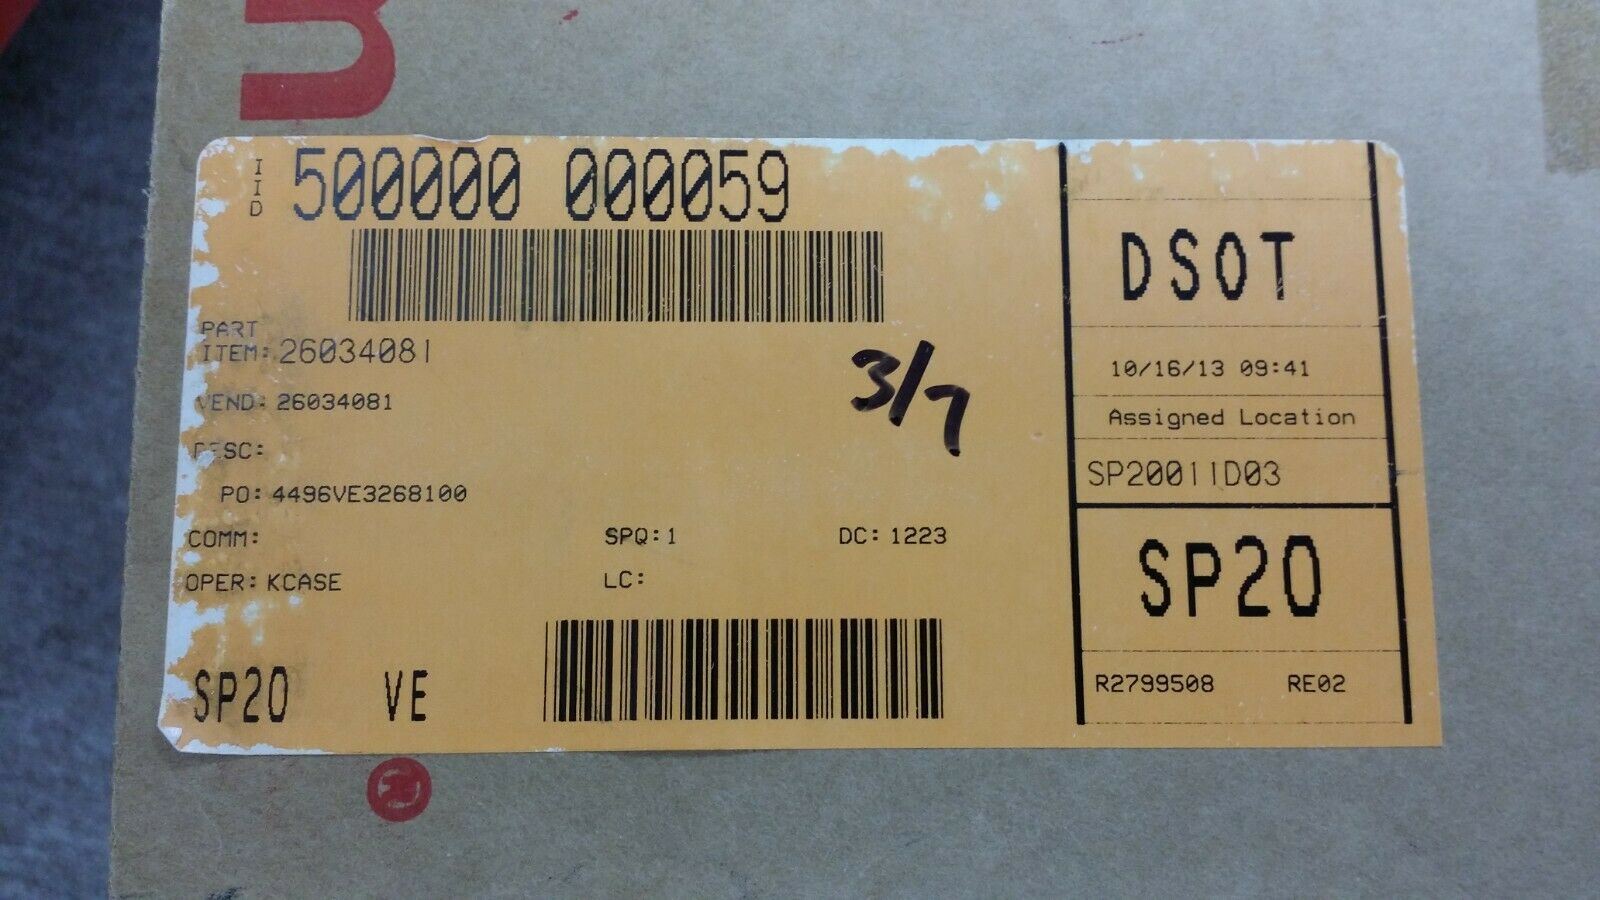 IID 500000 000059
PART
ITEM: 26034081
VEND: 26034081
DESC:
PO: 4496VE3268100
COMM:
SPQ: 1
DC: 1223
OPER: KCASE
LC:
SP20 VE
3/7
DSOT
10/16/13 09:41
Assigned Location
SP20011D03
SP20
R2799508 RE02